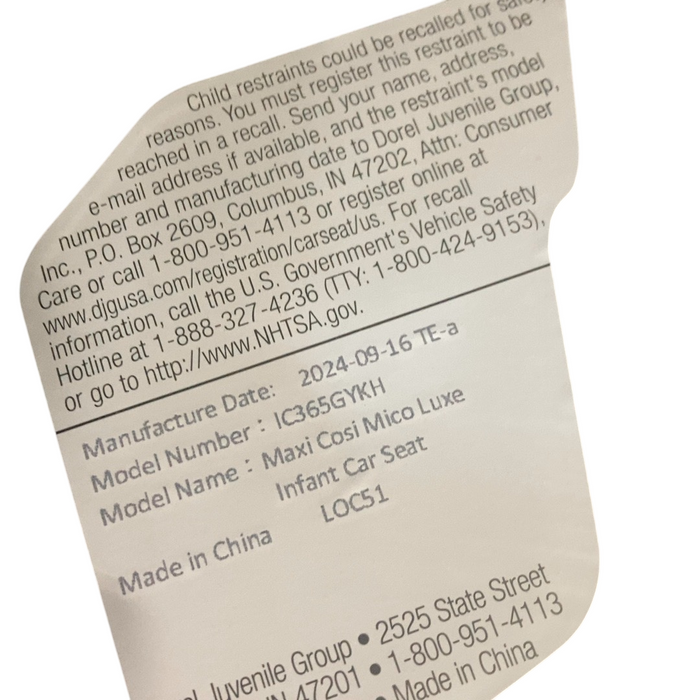 Child restraints could be recalled for safety
reasons. You must register this restraint to be
reached in a recall. Send your name, address,
e-mail address if available, and the restraint's model
number and manufacturing date to Dorel Juvenile Group,
Inc., P.O. Box 2609, Columbus, IN 47202, Attn: Consumer
Care or call 1-800-951-4113 or register online at
www.djgusa.com/registration/carseat/us. For recall
information, call the U.S. Government's Vehicle Safety
Hotline at 1-888-327-4236 (TTY: 1-800-424-9153),
or go to http://www.NHTSA.gov.
Manufacture Date: 2024-09-16 TE-a
Model Number : IC365GYKH
Model Name : Maxi Cosi Mico Luxe
Infant Car Seat
LOC51
Made in China
Juvenile Group • 2525 State Street
47201 • 1-800-951-4113
• Made in China